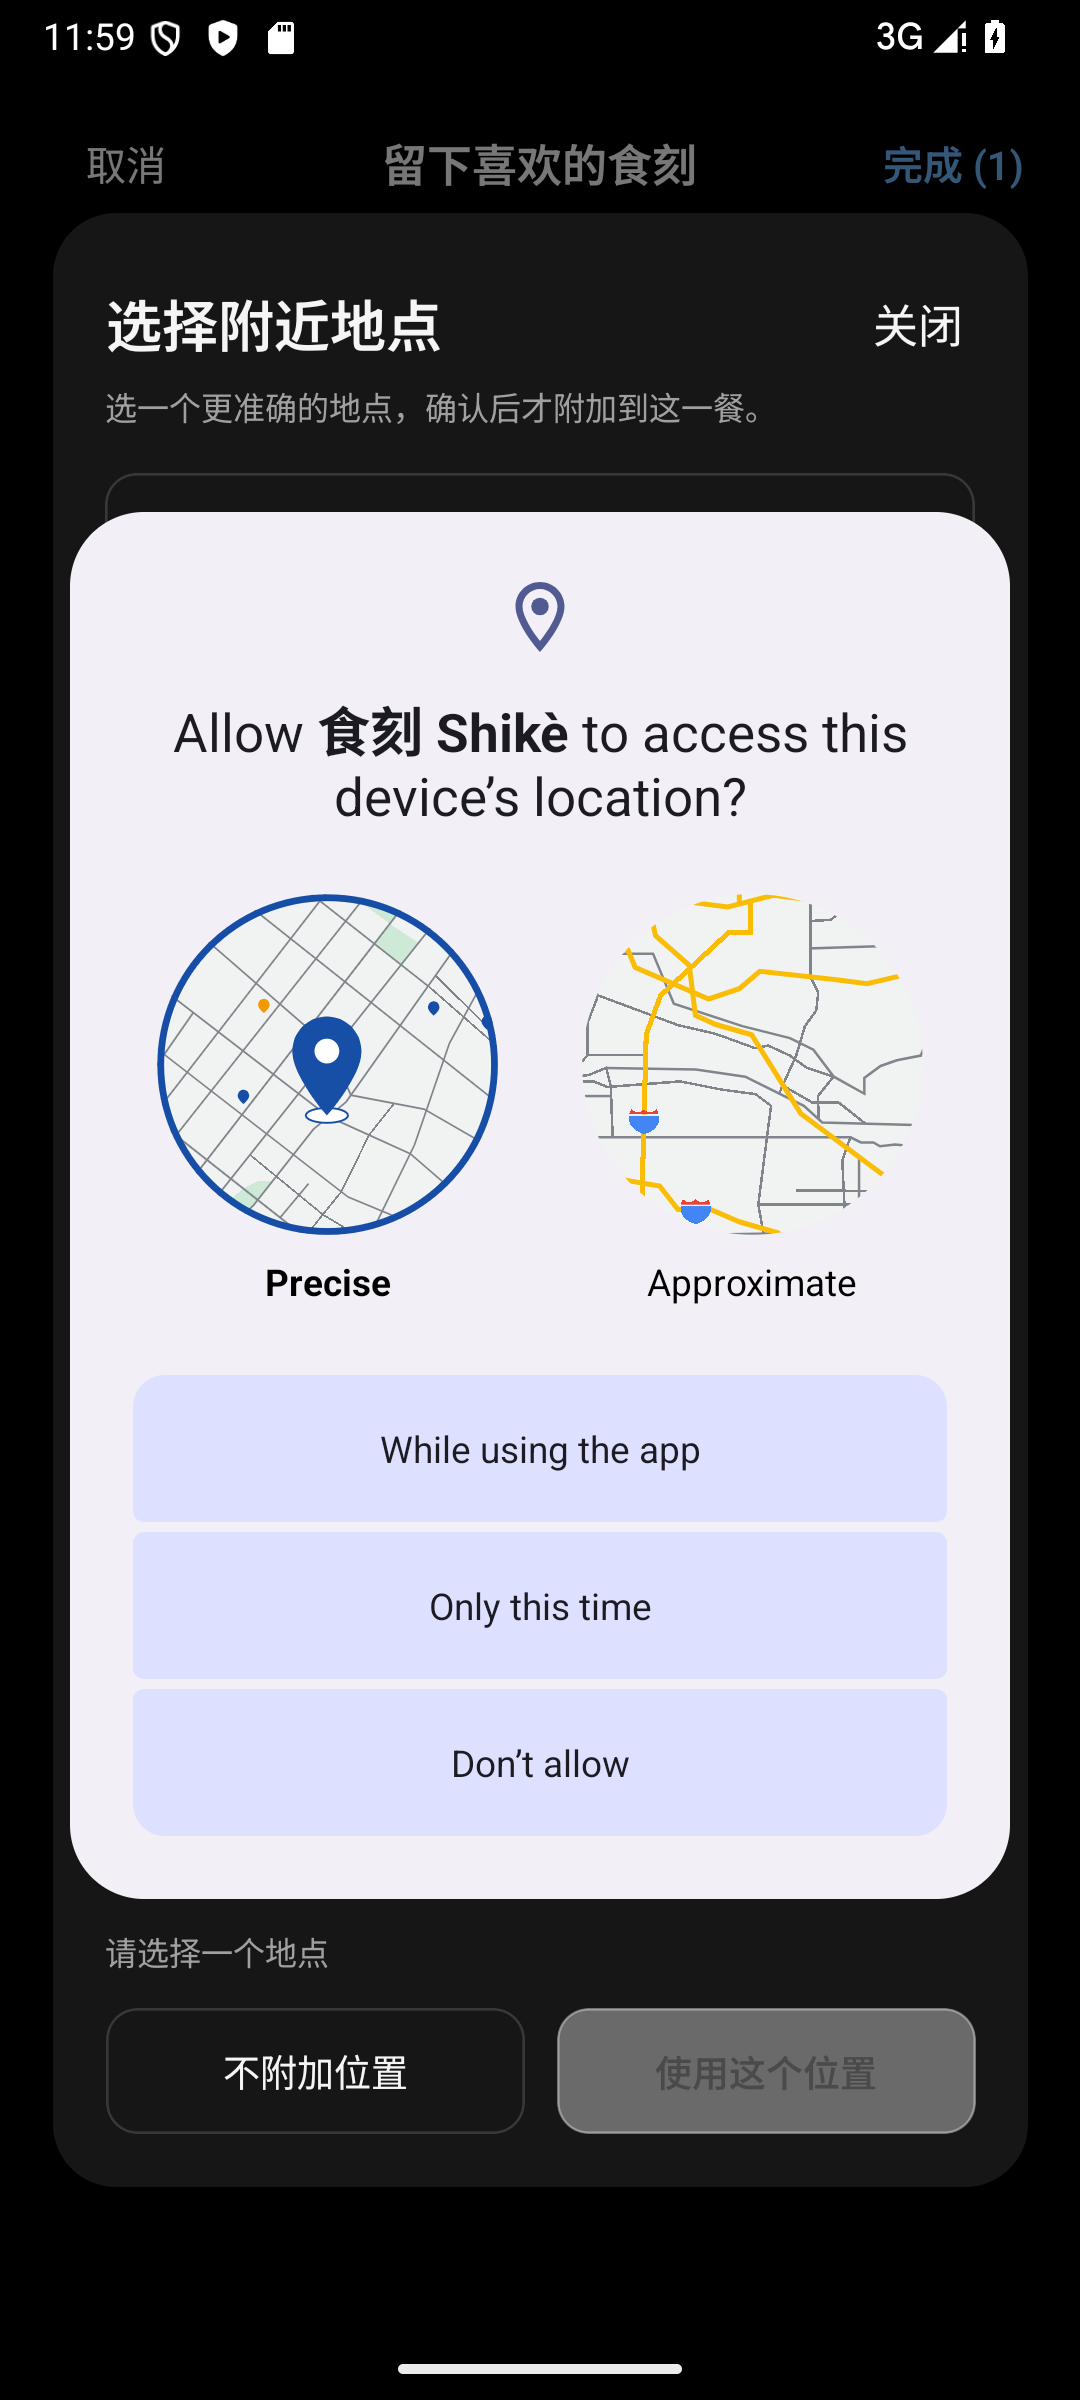 11:59
3G
取消
留下喜欢的食刻
完成 (1)
选择附近地点
关闭
选一个更准确的地点，确认后才附加到这一餐。
Allow 食刻 Shikè to access this
device’s location?
Precise
Approximate
While using the app
Only this time
Don’t allow
请选择一个地点
不附加位置
使用这个位置